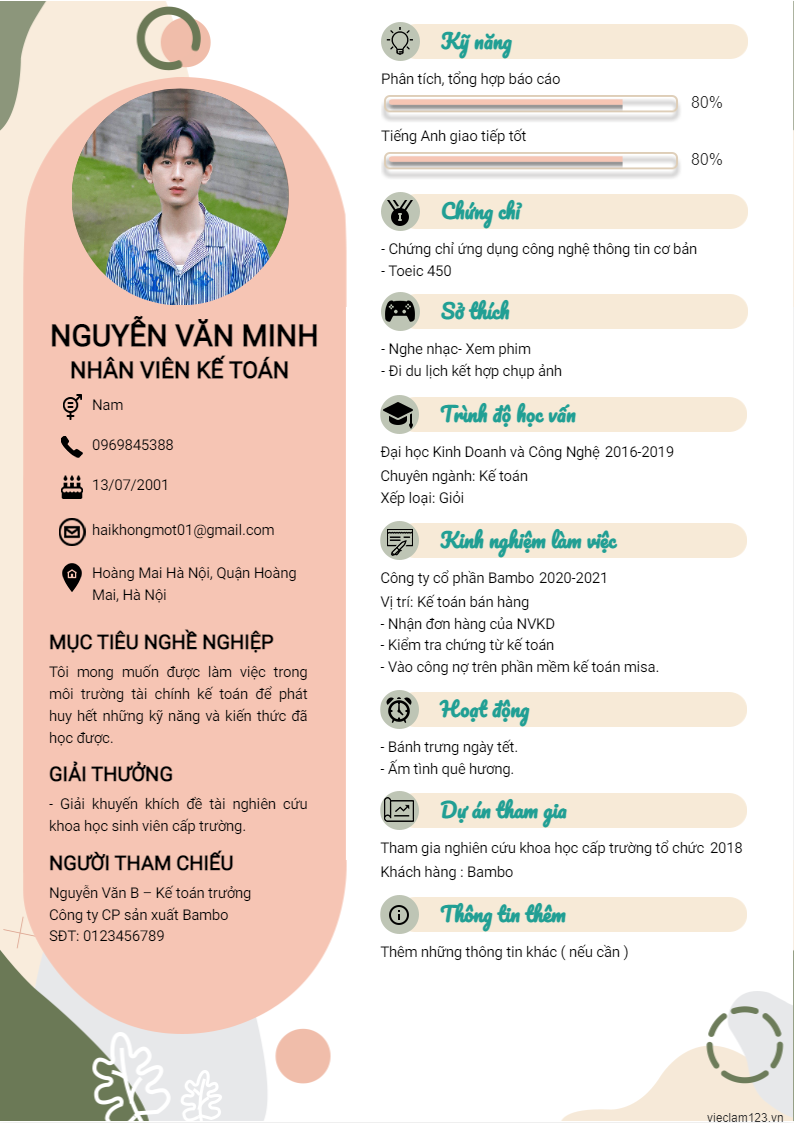 NGUYỄN VĂN MINH
NHÂN VIÊN KẾ TOÁN
Nam
0969845388
13/07/2001
haikhongmot01@gmail.com
Hoàng Mai Hà Nội, Quận Hoàng
Mai, Hà Nội
MỤC TIÊU NGHỀ NGHIỆP
Tôi mong muốn được làm việc trong
môi trường tài chính kế toán để phát
huy hết những kỹ năng và kiến thức đã
học được.
GIẢI THƯỞNG
- Giải khuyến khích đề tài nghiên cứu
khoa học sinh viên cấp trường.
NGƯỜI THAM CHIẾU
Nguyễn Văn B – Kế toán trưởng
Công ty CP sản xuất Bambo
SĐT: 0123456789
Kỹ năng
Phân tích, tổng hợp báo cáo
80%
Tiếng Anh giao tiếp tốt
80%
Chứng chỉ
- Chứng chỉ ứng dụng công nghệ thông tin cơ bản
- Toeic 450
Sở thích
- Nghe nhạc- Xem phim
- Đi du lịch kết hợp chụp ảnh
Trình độ học vấn
Đại học Kinh Doanh và Công Nghệ 2016-2019
Chuyên ngành: Kế toán
Xếp loại: Giỏi
Kinh nghiệm làm việc
Công ty cổ phần Bambo 2020-2021
Vị trí: Kế toán bán hàng
- Nhận đơn hàng của NVKD
- Kiểm tra chứng từ kế toán
- Vào công nợ trên phần mềm kế toán misa.
Hoạt động
- Bánh trưng ngày tết.
- Ấm tình quê hương.
Dự án tham gia
Tham gia nghiên cứu khoa học cấp trường tổ chức 2018
Khách hàng : Bambo
Thông tin thêm
Thêm những thông tin khác ( nếu cần )
vieclam123.vn